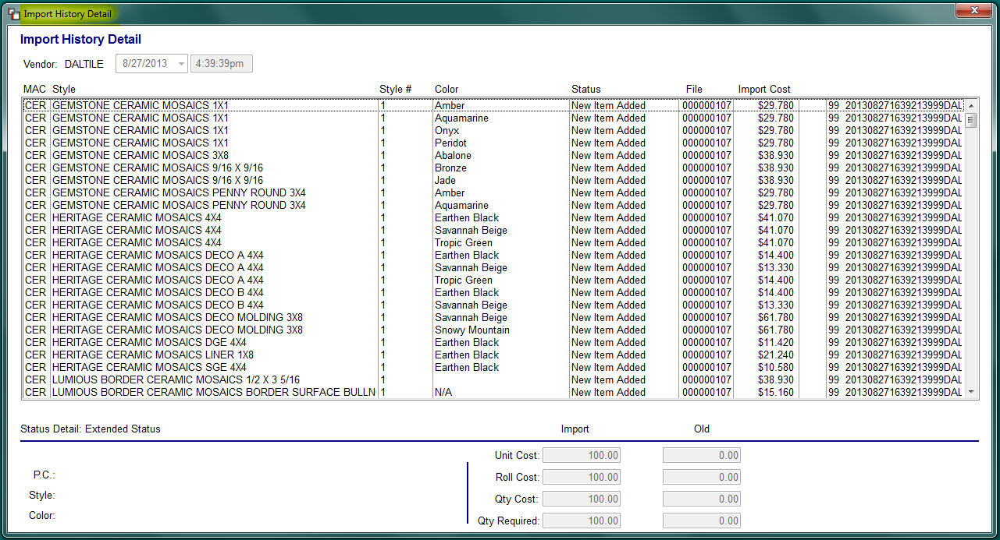 Import History Detail
Import History Detail
Vendor: DALTILE 8/27/2013 4:39:39pm
MAC Style Style # Color Status File Import Cost
CER GEMSTONE CERAMIC MOSAICS 1X1 1 Amber New Item Added 000000107 $29.780 99 201308271639213999DAL
CER GEMSTONE CERAMIC MOSAICS 1X1 1 Aquamarine New Item Added 000000107 $29.780 99 201308271639213999DAL
CER GEMSTONE CERAMIC MOSAICS 1X1 1 Onyx New Item Added 000000107 $29.780 99 201308271639213999DAL
CER GEMSTONE CERAMIC MOSAICS 1X1 1 Peridot New Item Added 000000107 $29.780 99 201308271639213999DAL
CER GEMSTONE CERAMIC MOSAICS 3X8 1 Abalone New Item Added 000000107 $38.930 99 201308271639213999DAL
CER GEMSTONE CERAMIC MOSAICS 9/16 X 9/16 1 Bronze New Item Added 000000107 $38.930 99 201308271639213999DAL
CER GEMSTONE CERAMIC MOSAICS 9/16 X 9/16 1 Jade New Item Added 000000107 $38.930 99 201308271639213999DAL
CER GEMSTONE CERAMIC MOSAICS PENNY ROUND 3X4 1 Amber New Item Added 000000107 $29.780 99 201308271639213999DAL
CER GEMSTONE CERAMIC MOSAICS PENNY ROUND 3X4 1 Aquamarine New Item Added 000000107 $29.780 99 201308271639213999DAL
CER HERITAGE CERAMIC MOSAICS 4X4 1 Earthen Black New Item Added 000000107 $41.070 99 201308271639213999DAL
CER HERITAGE CERAMIC MOSAICS 4X4 1 Savannah Beige New Item Added 000000107 $41.070 99 201308271639213999DAL
CER HERITAGE CERAMIC MOSAICS 4X4 1 Tropic Green New Item Added 000000107 $41.070 99 201308271639213999DAL
CER HERITAGE CERAMIC MOSAICS DECO A 4X4 1 Earthen Black New Item Added 000000107 $14.400 99 201308271639213999DAL
CER HERITAGE CERAMIC MOSAICS DECO A 4X4 1 Savannah Beige New Item Added 000000107 $13.330 99 201308271639213999DAL
CER HERITAGE CERAMIC MOSAICS DECO A 4X4 1 Tropic Green New Item Added 000000107 $14.400 99 201308271639213999DAL
CER HERITAGE CERAMIC MOSAICS DECO B 4X4 1 Earthen Black New Item Added 000000107 $14.400 99 201308271639213999DAL
CER HERITAGE CERAMIC MOSAICS DECO B 4X4 1 Savannah Beige New Item Added 000000107 $13.330 99 201308271639213999DAL
CER HERITAGE CERAMIC MOSAICS DECO MOLDING 3X8 1 Savannah Beige New Item Added 000000107 $61.780 99 201308271639213999DAL
CER HERITAGE CERAMIC MOSAICS DECO MOLDING 3X8 1 Snowy Mountain New Item Added 000000107 $61.780 99 201308271639213999DAL
CER HERITAGE CERAMIC MOSAICS DGE 4X4 1 Earthen Black New Item Added 000000107 $11.420 99 201308271639213999DAL
CER HERITAGE CERAMIC MOSAICS LINER 1X8 1 Earthen Black New Item Added 000000107 $21.240 99 201308271639213999DAL
CER HERITAGE CERAMIC MOSAICS SGE 4X4 1 Earthen Black New Item Added 000000107 $10.580 99 201308271639213999DAL
CER LUMIOUS BORDER CERAMIC MOSAICS 1/2 X 3 5/16 1 New Item Added 000000107 $38.930 99 201308271639213999DAL
CER LUMIOUS BORDER CERAMIC MOSAICS BORDER SURFACE BULLN 1 N/A New Item Added 000000107 $15.160 99 201308271639213999DAL
Status Detail: Extended Status Import Old
Unit Cost: 100.00 0.00
P.C.: Roll Cost: 100.00 0.00
Style: Qty Cost: 100.00 0.00
Color: Qty Required: 100.00 0.00